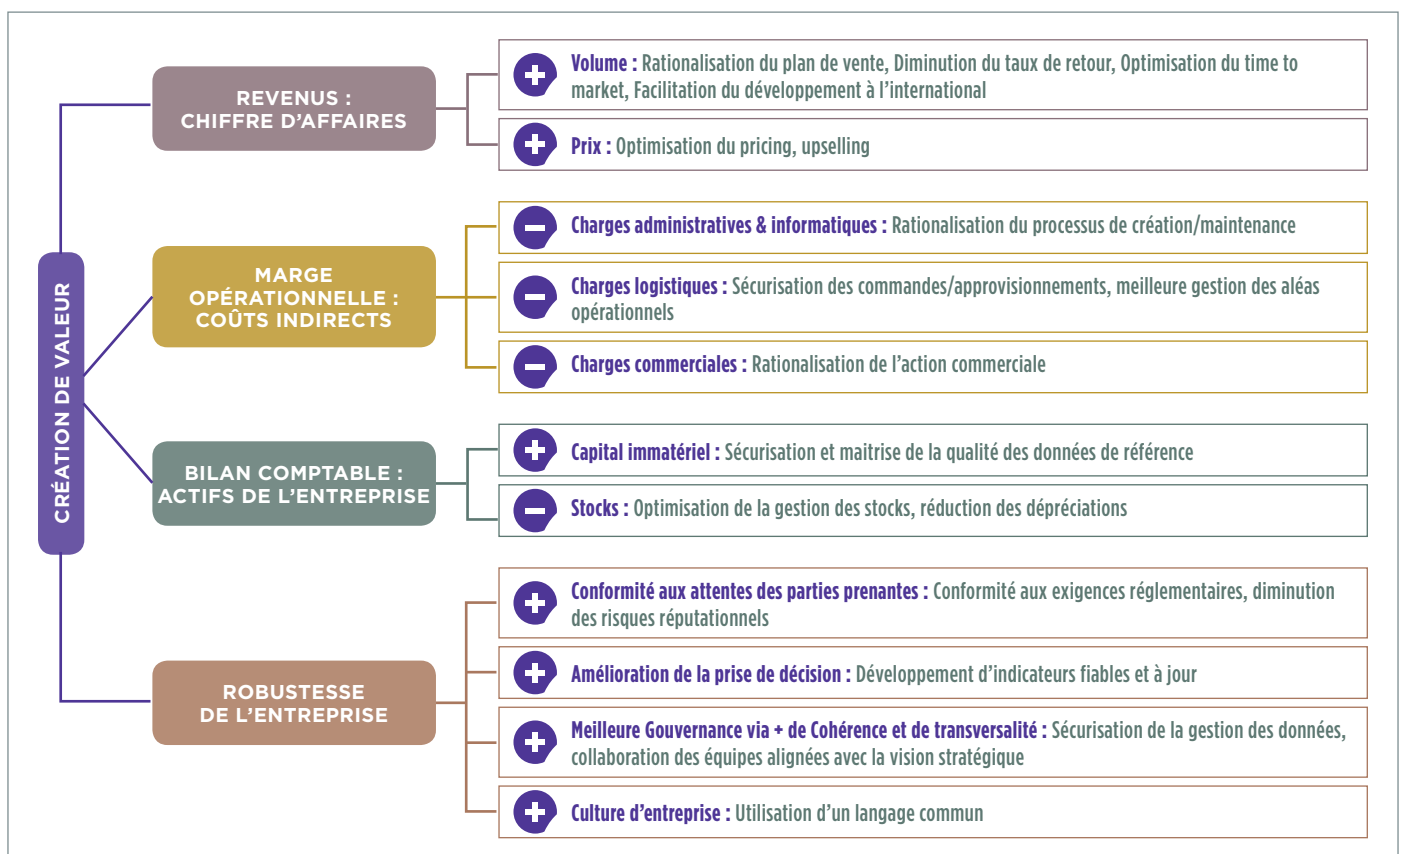 CRÉATION DE VALEUR
REVENUS :
CHIFFRE D’AFFAIRES
Volume : Rationalisation du plan de vente, Diminution du taux de retour, Optimisation du time to
market, Facilitation du développement à l’international
Prix : Optimisation du pricing, upselling
MARGE
OPÉRATIONNELLE :
COÛTS INDIRECTS
Charges administratives & informatiques : Rationalisation du processus de création/maintenance
Charges logistiques : Sécurisation des commandes/approvisionnements, meilleure gestion des aléas
opérationnels
Charges commerciales : Rationalisation de l’action commerciale
BILAN COMPTABLE :
ACTIFS DE L’ENTREPRISE
Capital immatériel : Sécurisation et maitrise de la qualité des données de référence
Stocks : Optimisation de la gestion des stocks, réduction des dépréciations
ROBUSTESSE
DE L’ENTREPRISE
Conformité aux attentes des parties prenantes : Conformité aux exigences réglementaires, diminution
des risques réputationnels
Amélioration de la prise de décision : Développement d’indicateurs fiables et à jour
Meilleure Gouvernance via + de Cohérence et de transversalité : Sécurisation de la gestion des données,
collaboration des équipes alignées avec la vision stratégique
Culture d’entreprise : Utilisation d’un langage commun